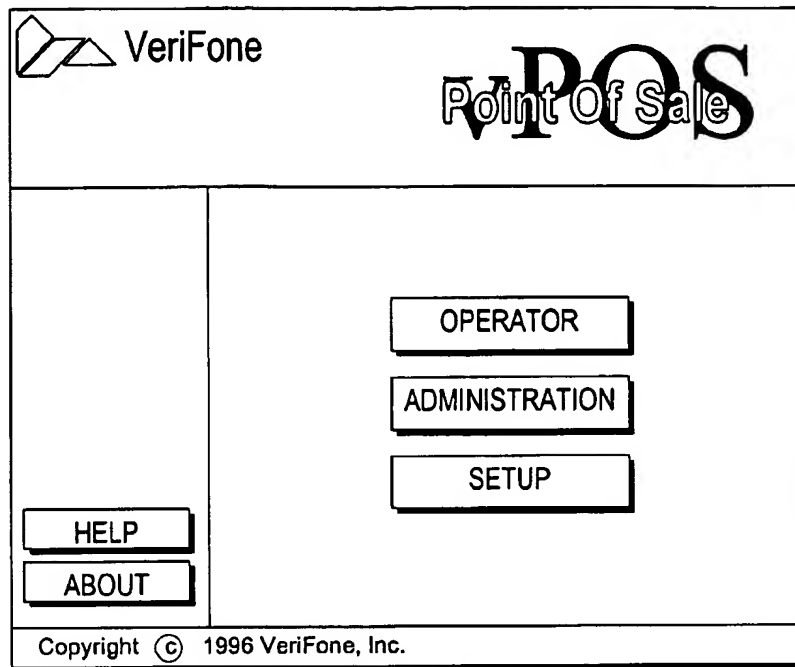 VeriFone
vPOS
Point Of Sale
OPERATOR
ADMINISTRATION
SETUP
HELP
ABOUT
Copyright © 1996 VeriFone, Inc.